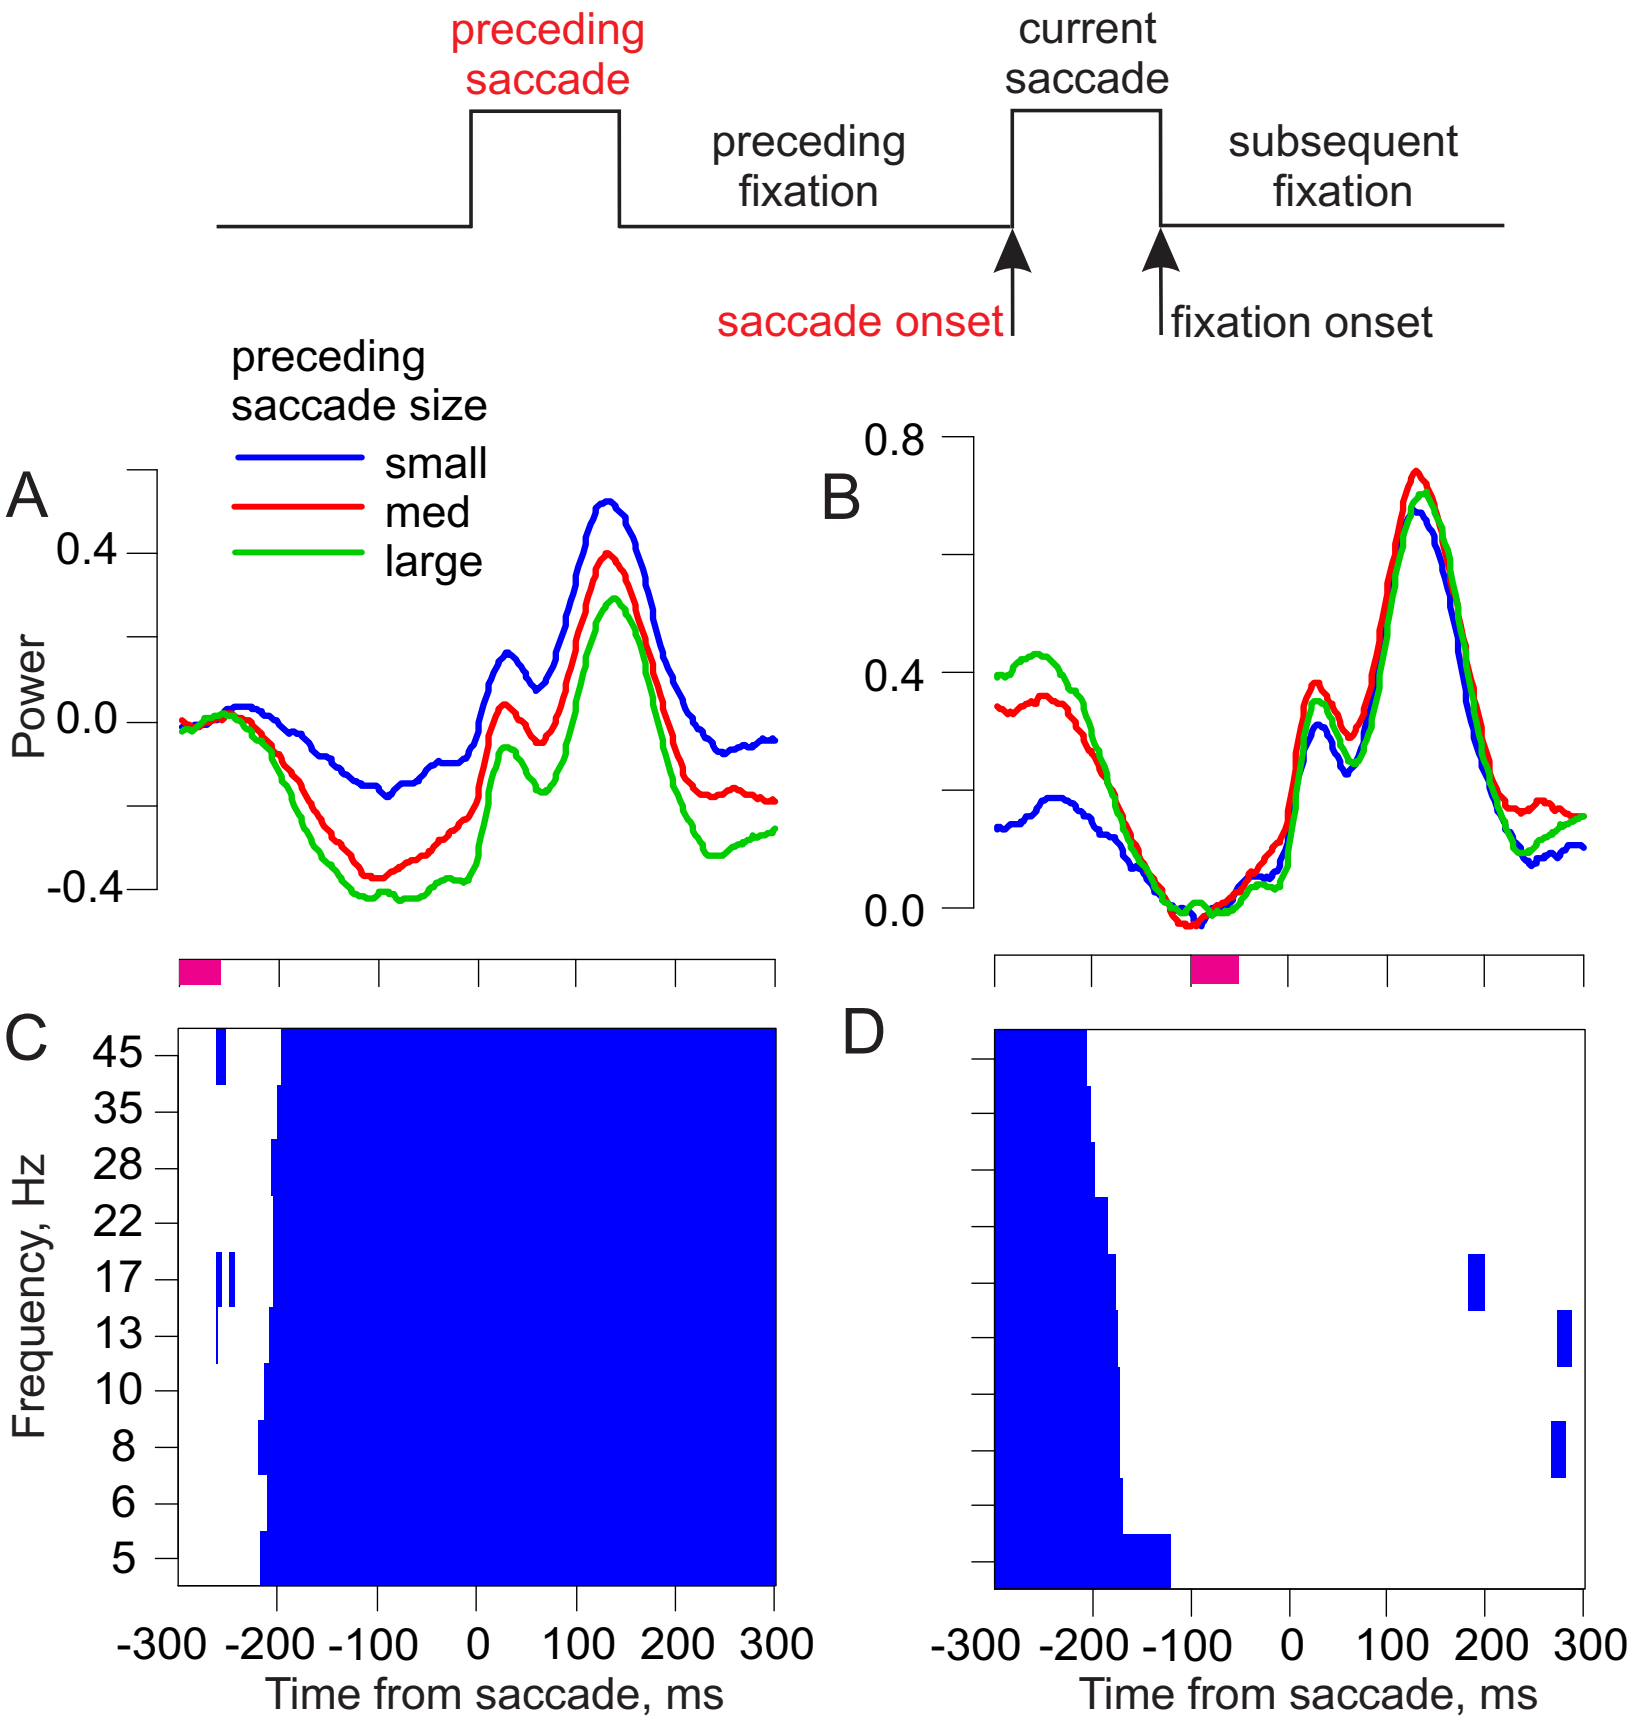 preceding
saccade
current
saccade
preceding
fixation
subsequent
fixation
saccade onset
fixation onset
preceding
saccade size
small
med
large
A
0.4
0.0
-0.4
Power
B
0.8
0.4
0.0
C
45
35
28
22
17
13
10
8
6
5
Frequency, Hz
-300 -200 -100 0 100 200 300
Time from saccade, ms
D
-300 -200 -100 0 100 200 300
Time from saccade, ms